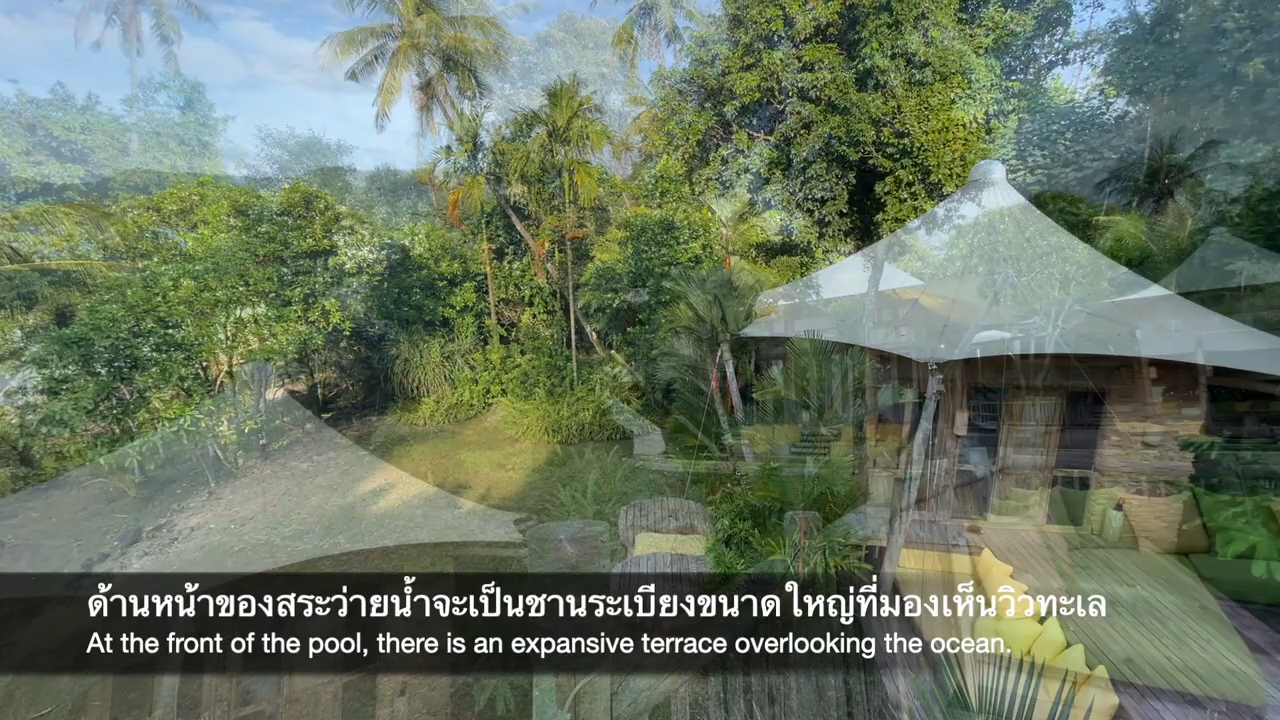 ด้านหน้าของสระว่ายน้ำจะเป็นชานระเบียงขนาดใหญ่ที่มองเห็นวิวทะเล
At the front of the pool, there is an expansive terrace overlooking the ocean.